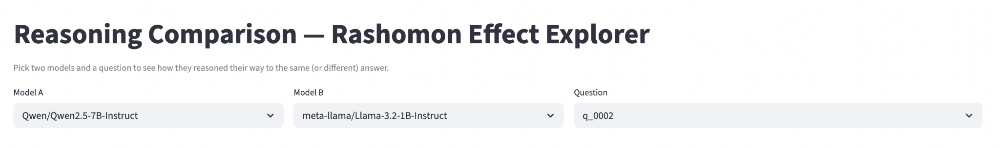 Reasoning Comparison — Rashomon Effect Explorer
Pick two models and a question to see how they reasoned their way to the same (or different) answer.
Model A
Model B
Question
Qwen/Qwen2.5-7B-Instruct
meta-llama/Llama-3.2-1B-Instruct
q_0002